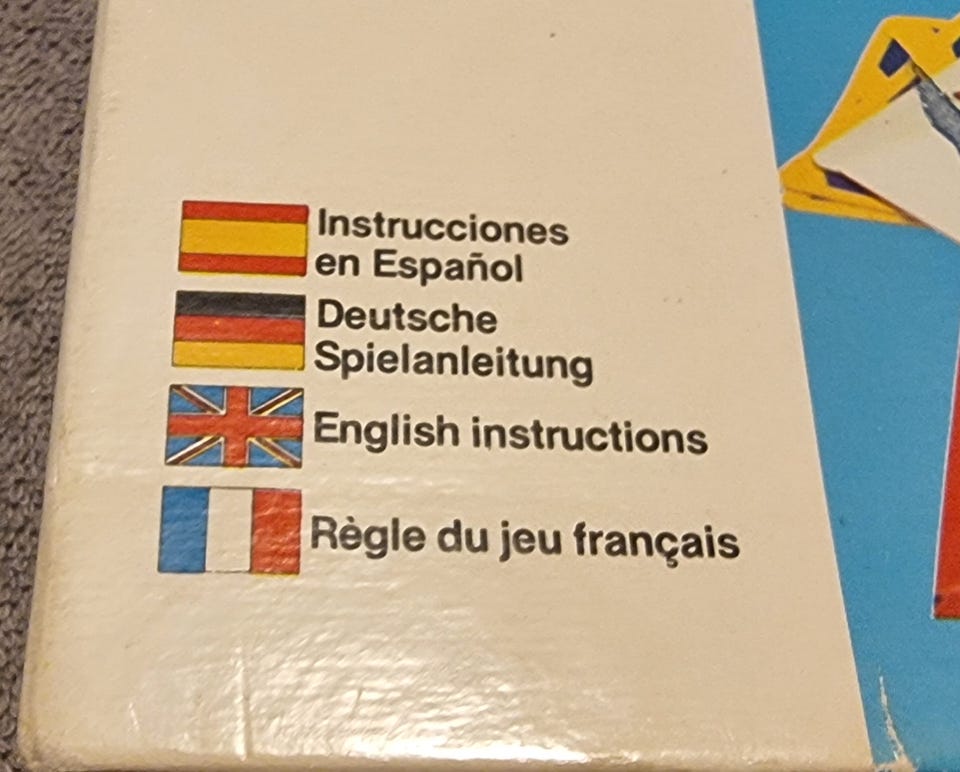 Instrucciones
en Español
Deutsche
Spielanleitung
English instructions
Règle du jeu français